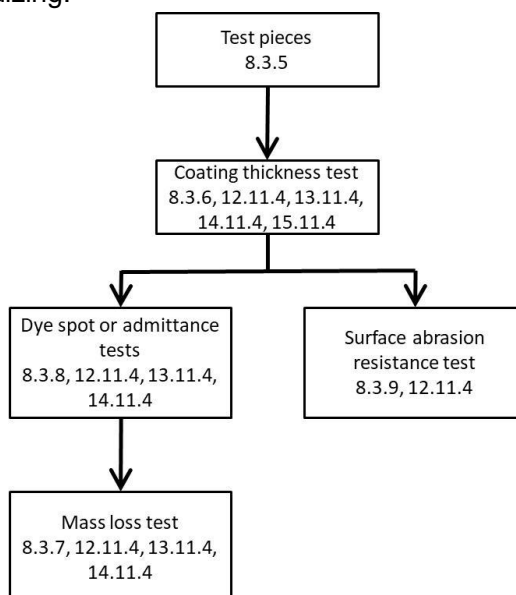 Test pieces
8.3.5
Coating thickness test
8.3.6, 12.11.4, 13.11.4,
14.11.4, 15.11.4
Dye spot or admittance
tests
8.3.8, 12.11.4, 13.11.4,
14.11.4
Surface abrasion
resistance test
8.3.9, 12.11.4
Mass loss test
8.3.7, 12.11.4, 13.11.4,
14.11.4